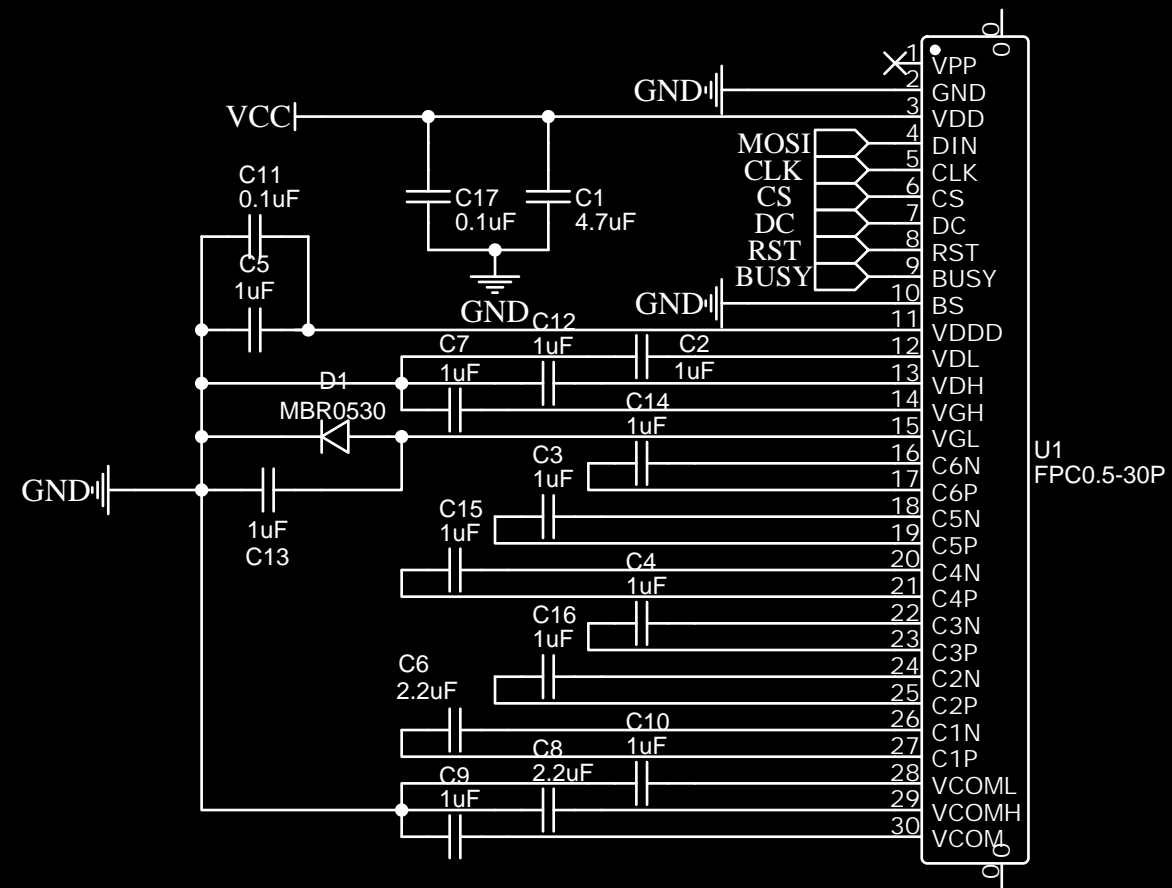 0
0
1
VPP
GND
2
GND
VCC
3
VDD
MOSI
4
DIN
CLK
5
CLK
CS
6
CS
DC
7
DC
RST
8
RST
BUSY
9
BUSY
C11
0.1uF
C17
0.1uF
C1
4.7uF
C5
1uF
GND
GND
10
BS
11
VDDD
C12
1uF
C7
1uF
C2
1uF
12
VDL
13
VDH
D1
MBR0530
C14
1uF
14
VGH
15
VGL
C3
1uF
16
C6N
17
C6P
U1
FPC0.5-30P
GND
1uF
C13
C15
1uF
18
C5N
19
C5P
C4
1uF
20
C4N
21
C4P
C16
1uF
22
C3N
23
C3P
C6
2.2uF
24
C2N
25
C2P
C10
1uF
26
C1N
27
C1P
C8
2.2uF
C9
1uF
28
VCOML
29
VCOMH
30
VCOM
0
0